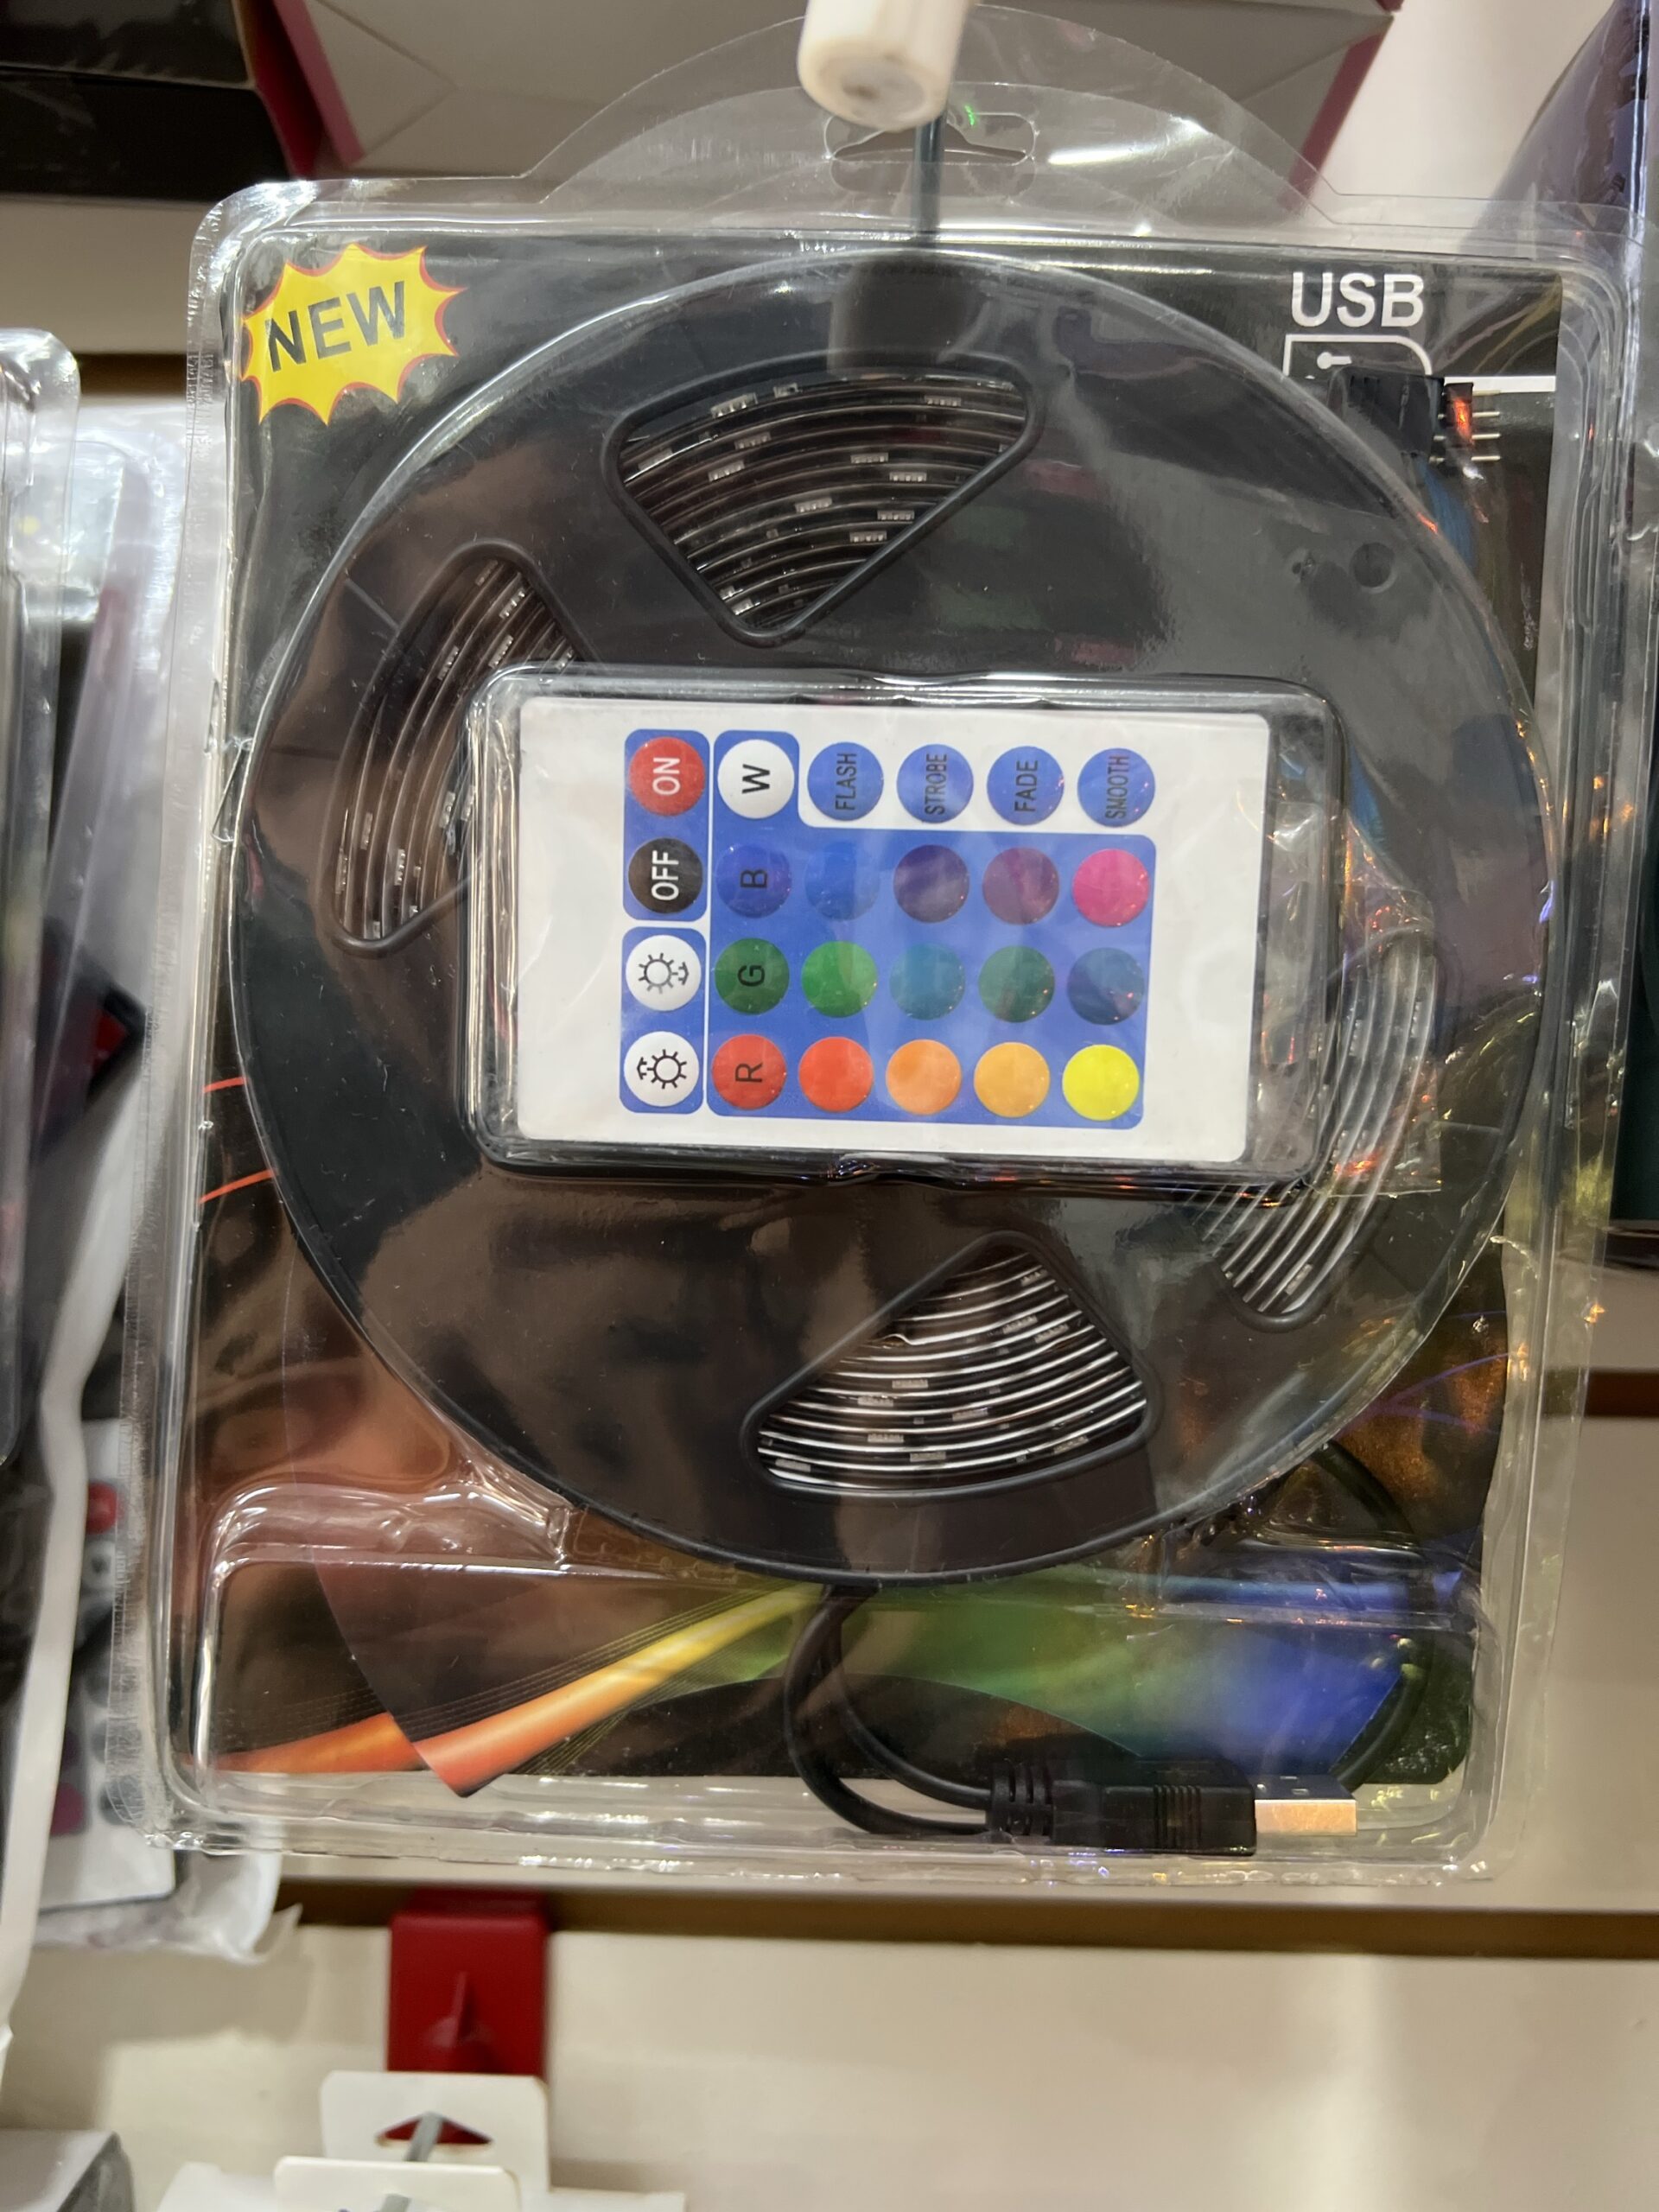 NEW
USB
ON
OFF
W
FLASH
STROBE
FADE
SMOOTH
B
G
R